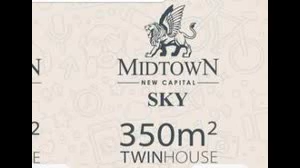 MIDTOWN
NEW CAPITAL
SKY
350m²
TWINHOUSE